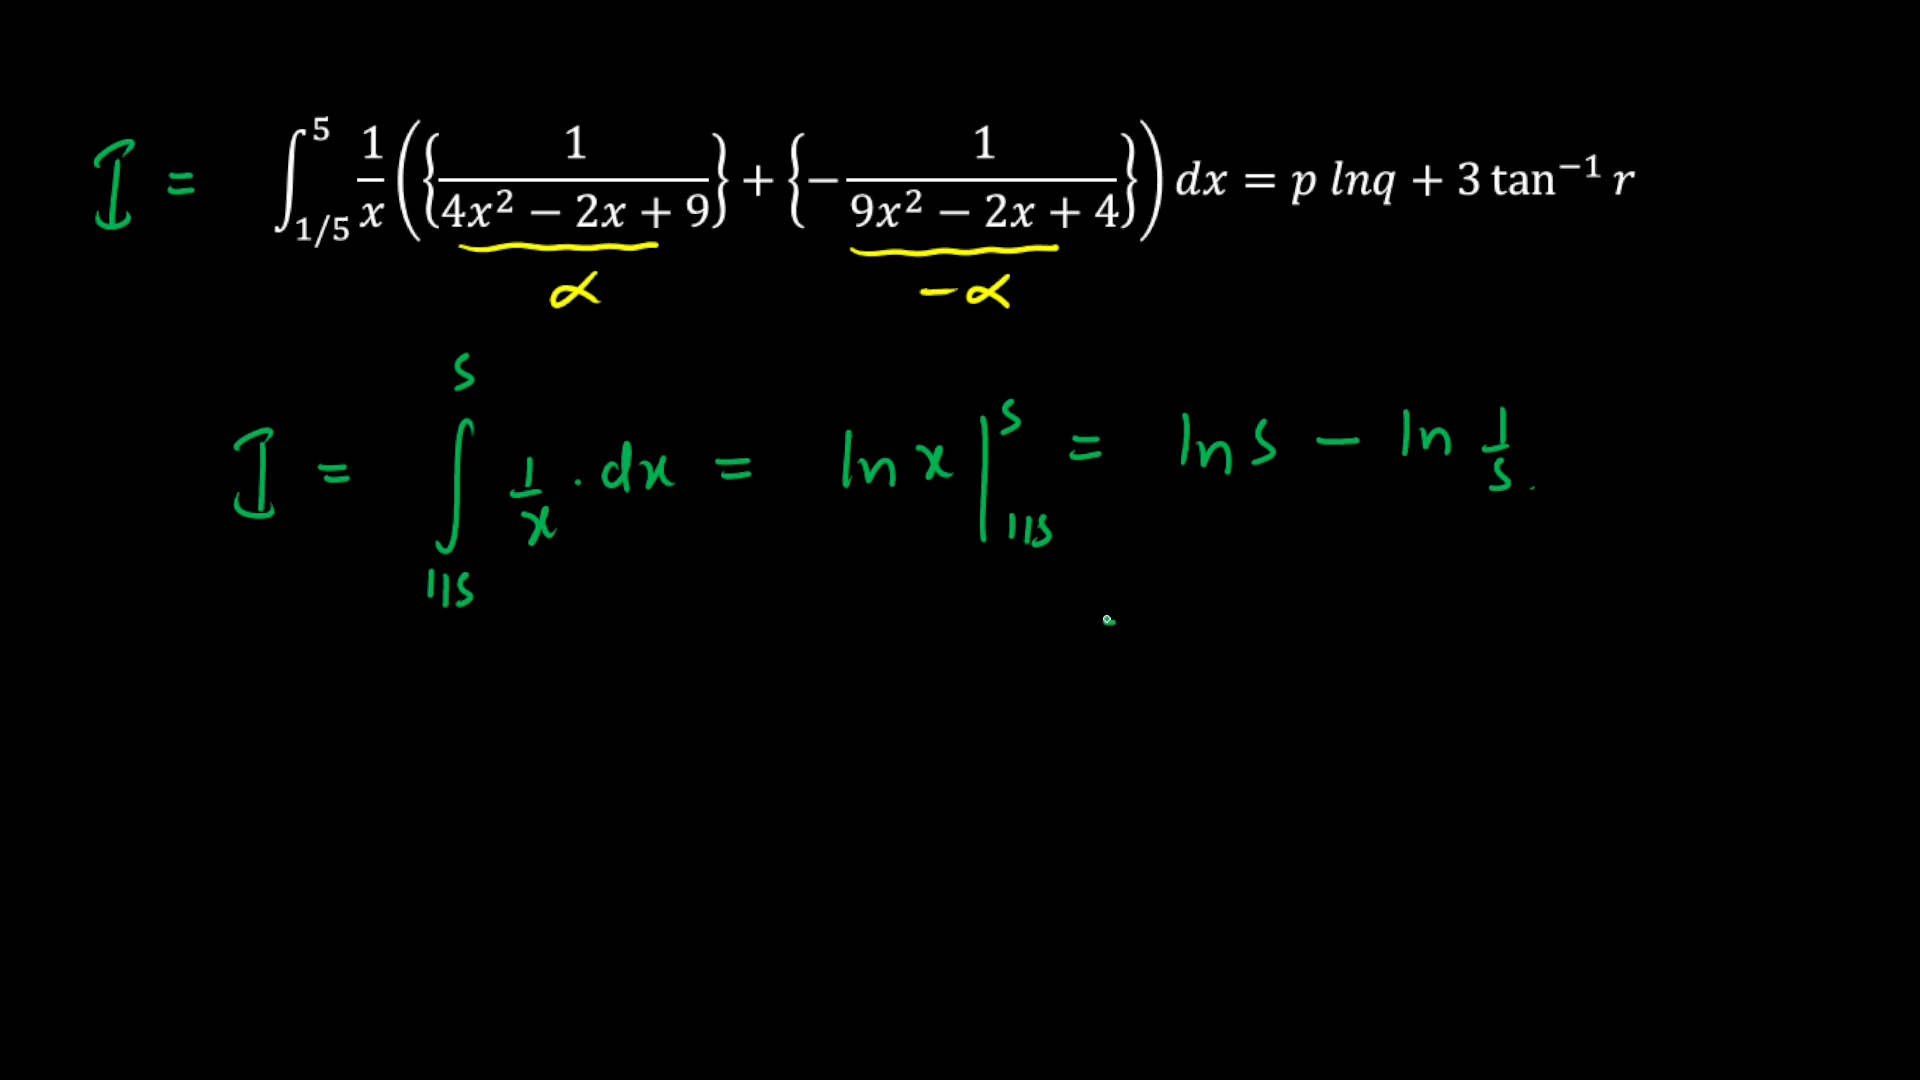 I = ∫_{1/5}^{5} 1/x ({1/(4x² − 2x + 9)} + {−1/(9x² − 2x + 4)}) dx = p lnq + 3 tan⁻¹ r
α −α
I = ∫_{1/5}^{5} 1/x · dx = ln x |_{1/5}^{5} = ln 5 − ln 1/5